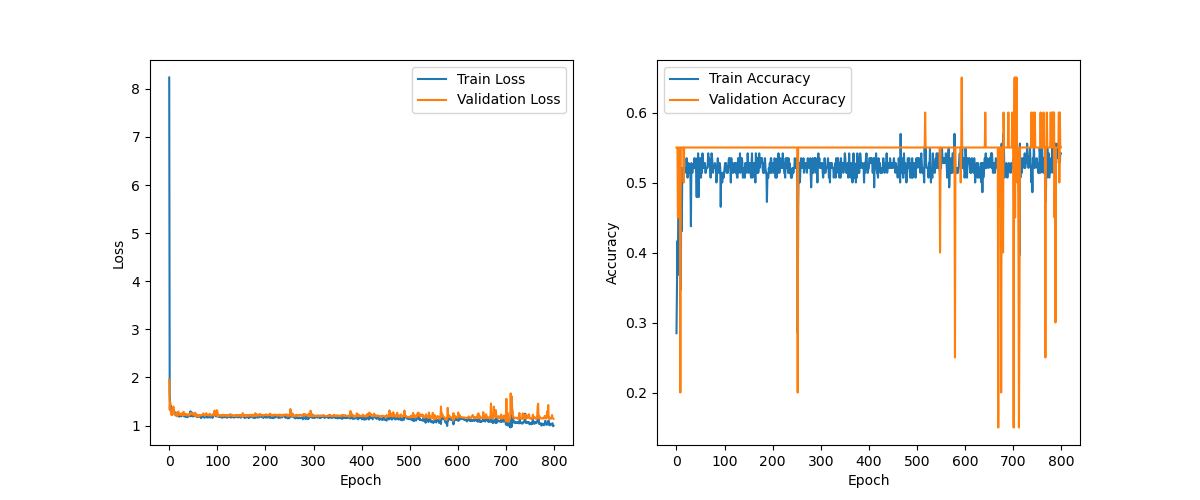 Train Loss
Validation Loss
8
7
6
5
4
3
2
1
Loss
0 100 200 300 400 500 600 700 800
Epoch
Train Accuracy
Validation Accuracy
0.6
0.5
0.4
0.3
0.2
Accuracy
0 100 200 300 400 500 600 700 800
Epoch